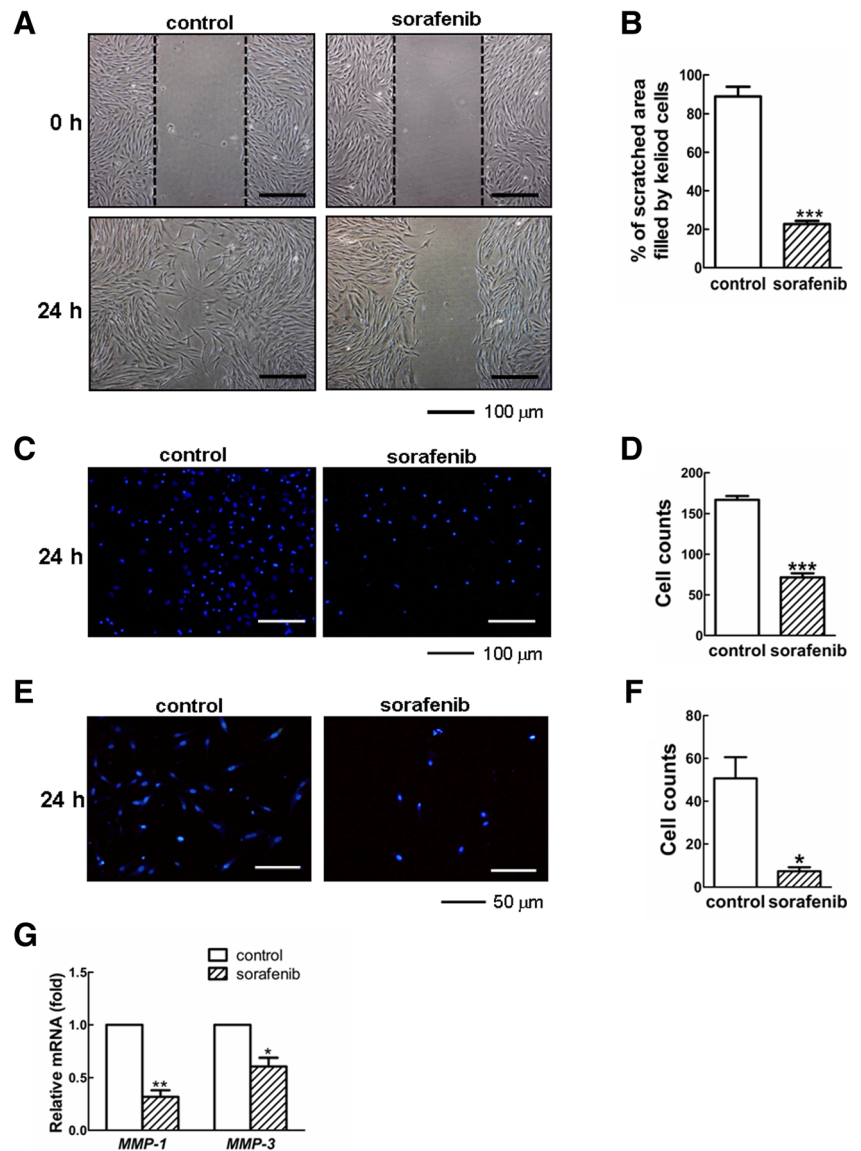 A
control
sorafenib
0 h
24 h
100 μm
B
% of scratched area
filled by keliod cells
100
80
60
40
20
0
***
control sorafenib
C
control
sorafenib
24 h
100 μm
D
Cell counts
200
150
100
50
0
***
control sorafenib
E
control
sorafenib
24 h
50 μm
F
Cell counts
80
60
40
20
0
*
control sorafenib
G
control
sorafenib
Relative mRNA (fold)
1.5
1.0
0.5
0.0
**
*
MMP-1
MMP-3